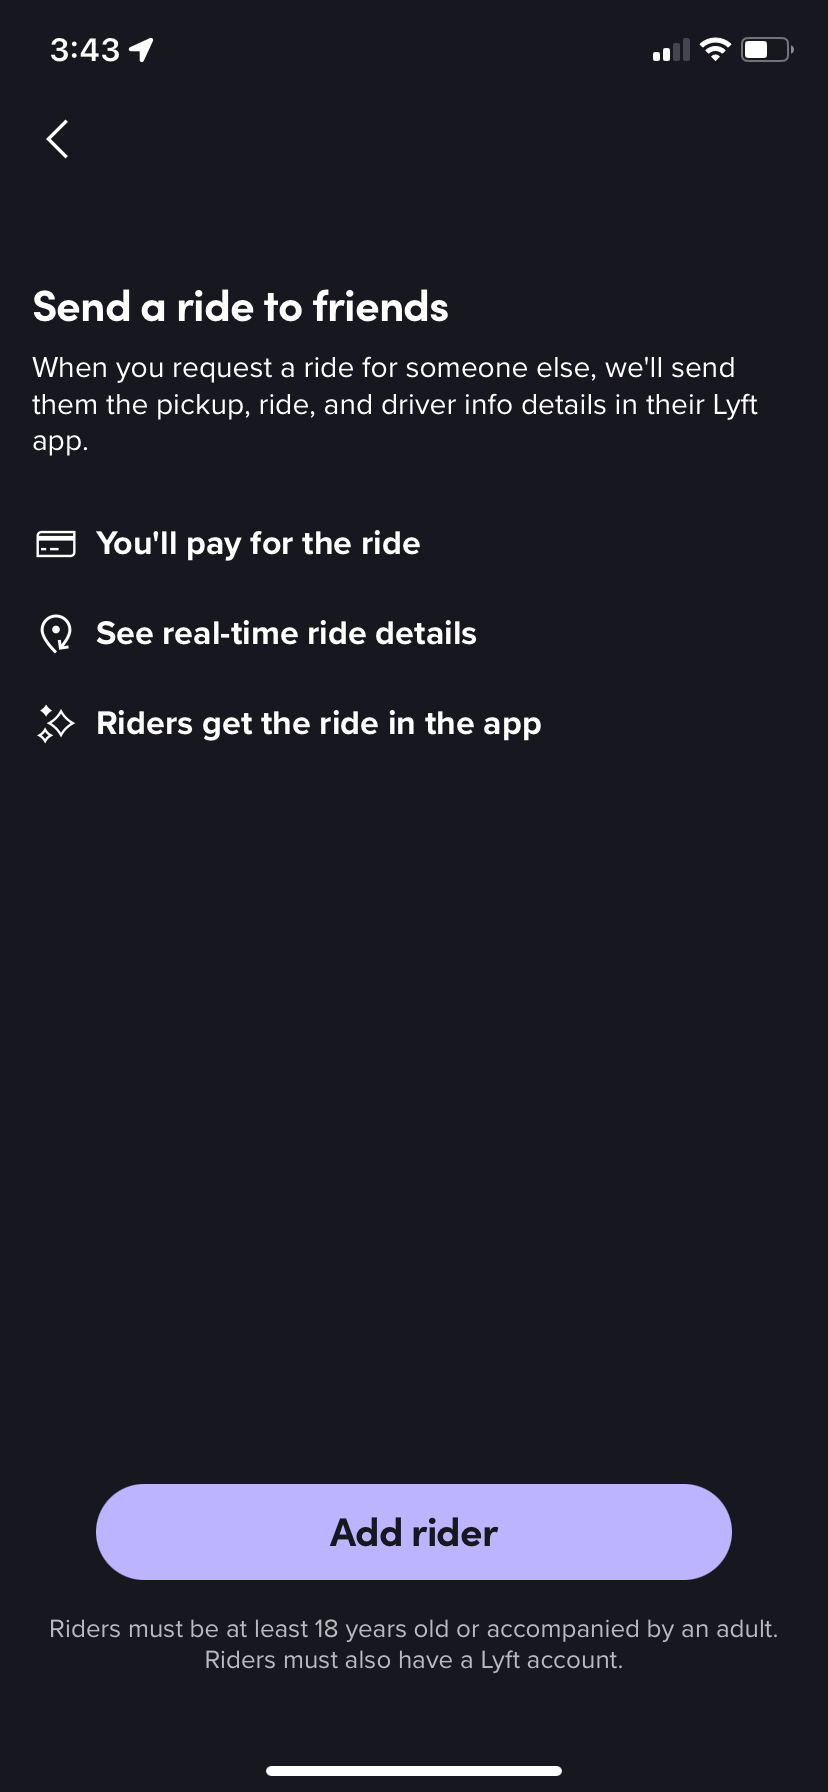 3:43
Send a ride to friends
When you request a ride for someone else, we'll send
them the pickup, ride, and driver info details in their Lyft
app.
You'll pay for the ride
See real-time ride details
Riders get the ride in the app
Add rider
Riders must be at least 18 years old or accompanied by an adult.
Riders must also have a Lyft account.